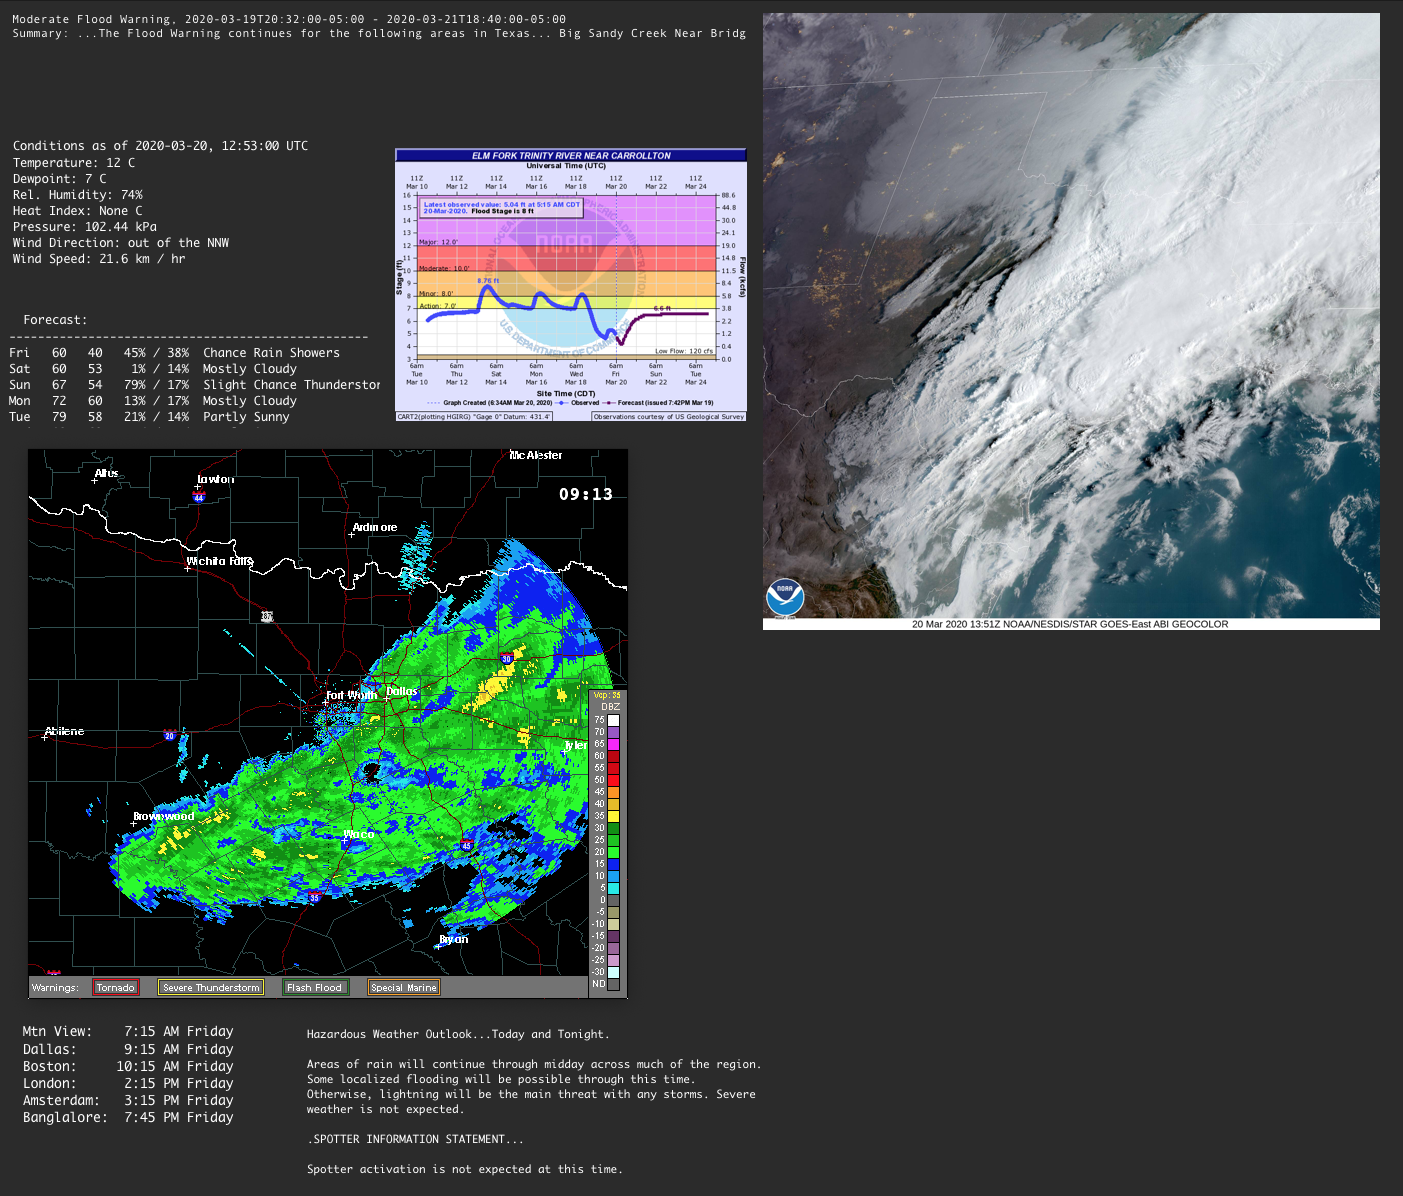 Moderate Flood Warning, 2020-03-19T20:32:00-05:00 - 2020-03-21T18:40:00-05:00
Summary: ...The Flood Warning continues for the following areas in Texas... Big Sandy Creek Near Bridg
Conditions as of 2020-03-20, 12:53:00 UTC
Temperature: 12 C
Dewpoint: 7 C
Rel. Humidity: 74%
Heat Index: None C
Pressure: 102.44 kPa
Wind Direction: out of the NNW
Wind Speed: 21.6 km / hr
Forecast:
--------------------------------------------------
Fri 60 40 45% / 38% Chance Rain Showers
Sat 60 53 1% / 14% Mostly Cloudy
Sun 67 54 79% / 17% Slight Chance Thunderstor
Mon 72 60 13% / 17% Mostly Cloudy
Tue 79 58 21% / 14% Partly Sunny
ELM FORK TRINITY RIVER NEAR CARROLLTON
Universal Time (UTC)
11Z 11Z 11Z 11Z 11Z 11Z 11Z 11Z
Mar 10 Mar 12 Mar 14 Mar 16 Mar 18 Mar 20 Mar 22 Mar 24
Latest observed value: 5.04 ft at 5:15 AM CDT
20-Mar-2020. Flood Stage is 8 ft
16 88.6
15 44.8
14 30.0
13 24.1
12 19.0
11 14.8
10 11.5
9 8.4
8 5.8
7 3.8
6 2.2
5 1.2
4 0.4
3 0.0
Stage (ft)
Flow (kcfs)
NOAA
U.S. DEPARTMENT OF COMMERCE
Major: 12.0'
Moderate: 10.0'
8.76 ft
Minor: 8.0'
Action: 7.0'
6.6 ft
Low Flow: 120 cfs
6am 6am 6am 6am 6am 6am 6am 6am
Tue Thu Sat Mon Wed Fri Sun Tue
Mar 10 Mar 12 Mar 14 Mar 16 Mar 18 Mar 20 Mar 22 Mar 24
Site Time (CDT)
Graph Created (6:34AM Mar 20, 2020) Observed Forecast (issued 7:42PM Mar 19)
CART2(plotting HGIRG) "Gage 0" Datum: 431.4'
Observations courtesy of US Geological Survey
NOAA
20 Mar 2020 13:51Z NOAA/NESDIS/STAR GOES-East ABI GEOCOLOR
McAlester
Altus
Lawton
44
09:13
Ardmore
Wichita Falls
30
Fort Worth
Dallas
Abilene
20
Tyler
Brownwood
Waco
45
35
Bryan
Vcp: 35
DBZ
75
70
65
60
55
50
45
40
35
30
25
20
15
10
5
0
-5
-10
-15
-20
-25
-30
ND
Warnings: Tornado Severe Thunderstorm Flash Flood Special Marine
Mtn View: 7:15 AM Friday
Dallas: 9:15 AM Friday
Boston: 10:15 AM Friday
London: 2:15 PM Friday
Amsterdam: 3:15 PM Friday
Banglalore: 7:45 PM Friday
Hazardous Weather Outlook...Today and Tonight.
Areas of rain will continue through midday across much of the region.
Some localized flooding will be possible through this time.
Otherwise, lightning will be the main threat with any storms. Severe
weather is not expected.
.SPOTTER INFORMATION STATEMENT...
Spotter activation is not expected at this time.